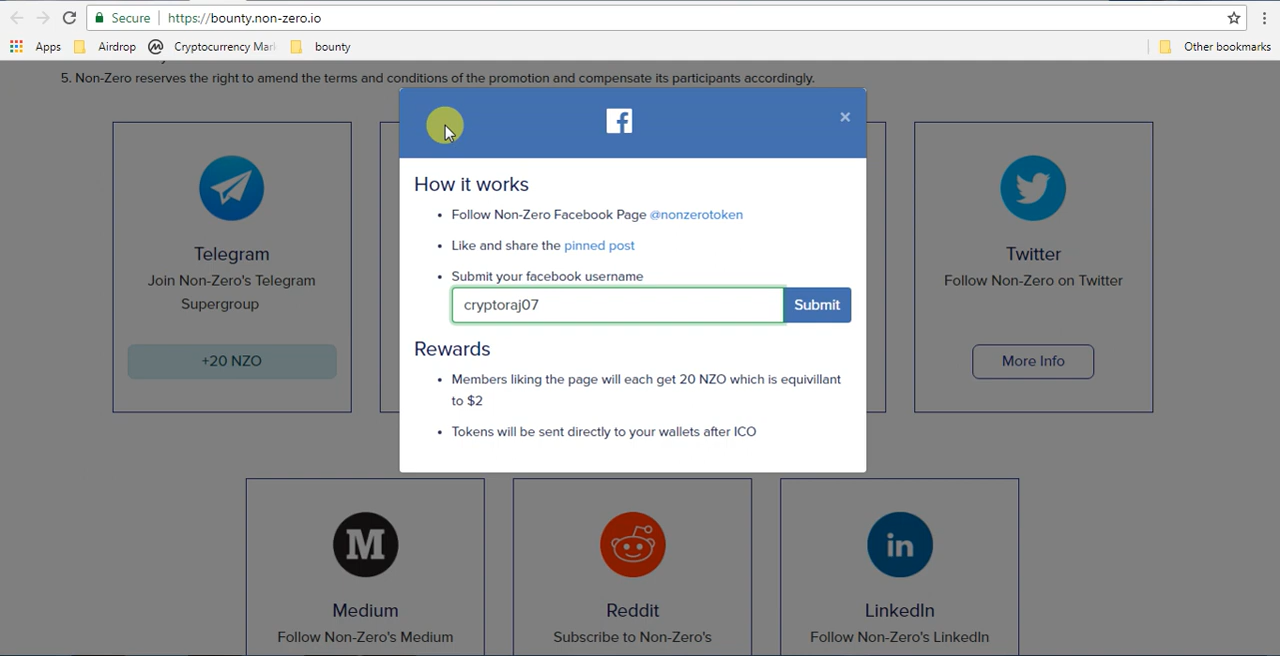 Secure
https://bounty.non-zero.io
Apps
Airdrop
Cryptocurrency Mar
bounty
Other bookmarks
5. Non-Zero reserves the right to amend the terms and conditions of the promotion and compensate its participants accordingly.
How it works
• Follow Non-Zero Facebook Page @nonzerotoken
• Like and share the pinned post
• Submit your facebook username
cryptoraj07
Submit
Rewards
• Members liking the page will each get 20 NZO which is equivillant
to $2
• Tokens will be sent directly to your wallets after ICO
Telegram
Join Non-Zero's Telegram
Supergroup
+20 NZO
Twitter
Follow Non-Zero on Twitter
More Info
Medium
Follow Non-Zero's Medium
Reddit
Subscribe to Non-Zero's
LinkedIn
Follow Non-Zero's LinkedIn